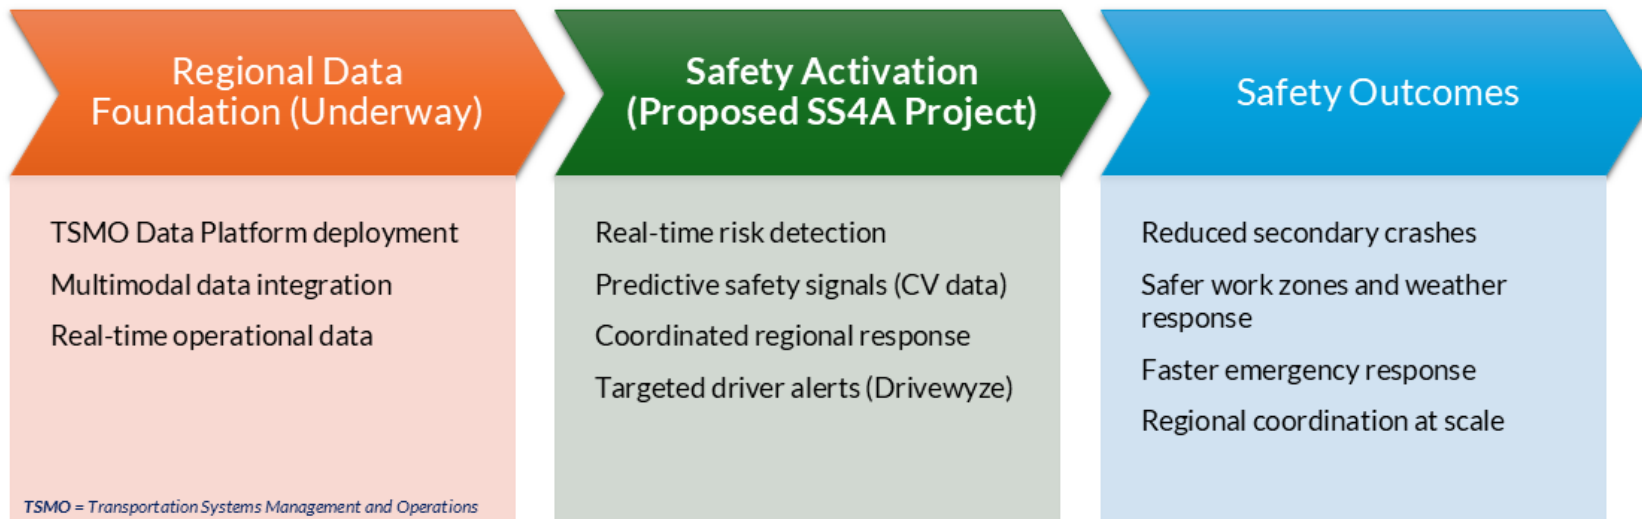 Regional Data
Foundation (Underway)
TSMO Data Platform deployment
Multimodal data integration
Real-time operational data
TSMO = Transportation Systems Management and Operations
Safety Activation
(Proposed SS4A Project)
Real-time risk detection
Predictive safety signals (CV data)
Coordinated regional response
Targeted driver alerts (Drivewyze)
Safety Outcomes
Reduced secondary crashes
Safer work zones and weather
response
Faster emergency response
Regional coordination at scale